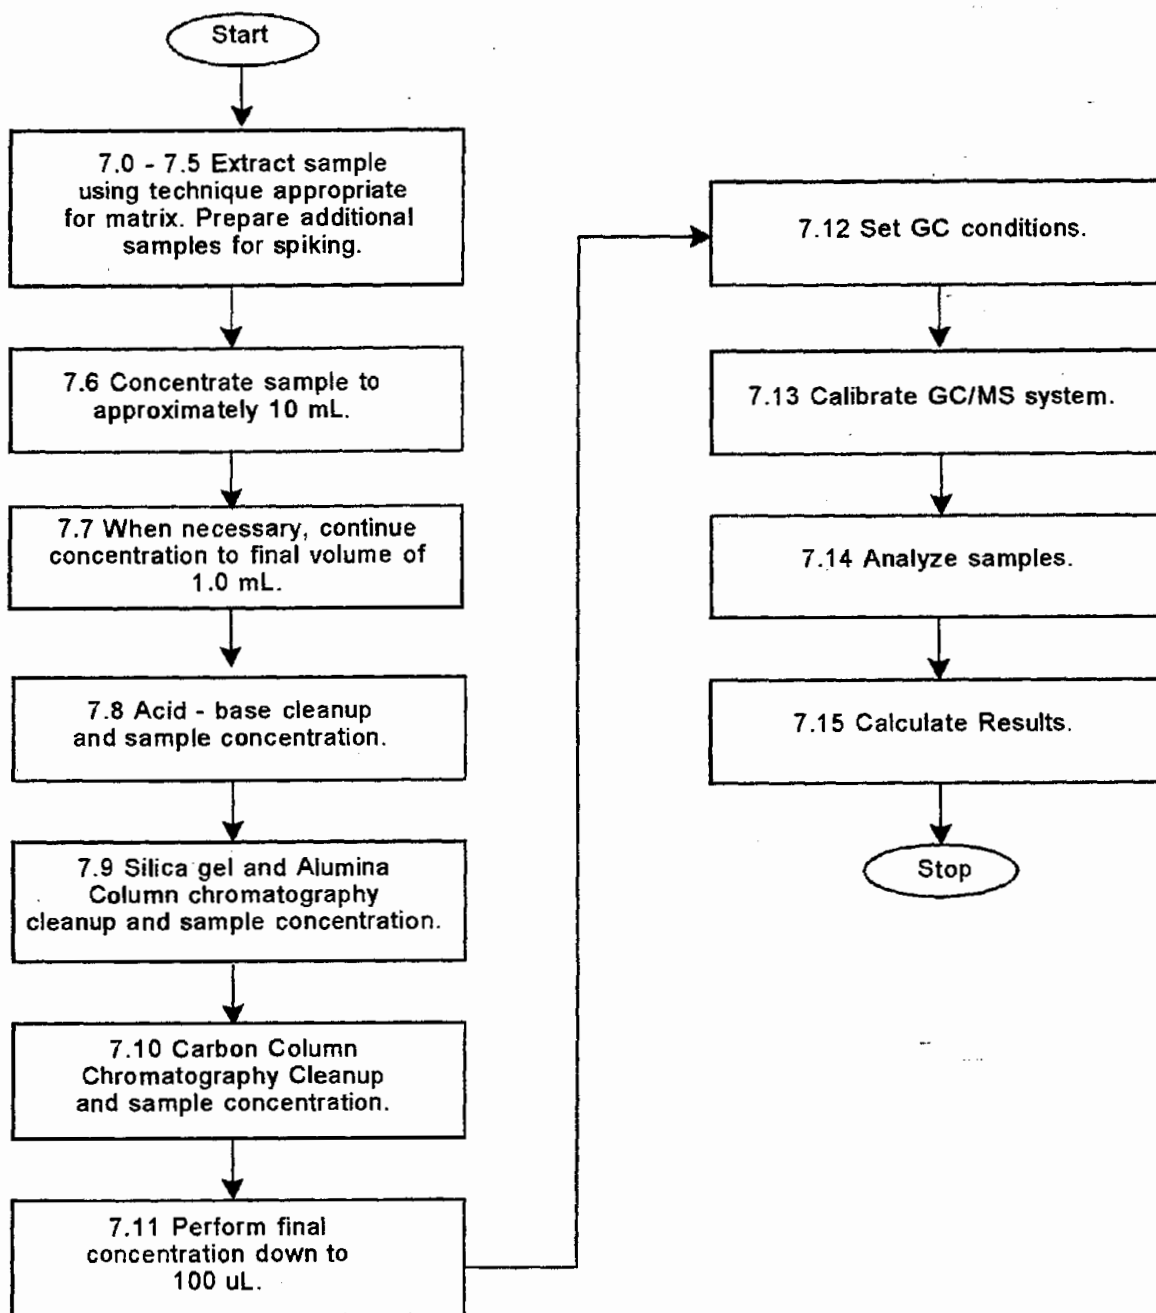 Start
7.0 - 7.5 Extract sample
using technique appropriate
for matrix. Prepare additional
samples for spiking.
7.6 Concentrate sample to
approximately 10 mL.
7.7 When necessary, continue
concentration to final volume of
1.0 mL.
7.8 Acid - base cleanup
and sample concentration.
7.9 Silica gel and Alumina
Column chromatography
cleanup and sample concentration.
7.10 Carbon Column
Chromatography Cleanup
and sample concentration.
7.11 Perform final
concentration down to
100 uL.
7.12 Set GC conditions.
7.13 Calibrate GC/MS system.
7.14 Analyze samples.
7.15 Calculate Results.
Stop